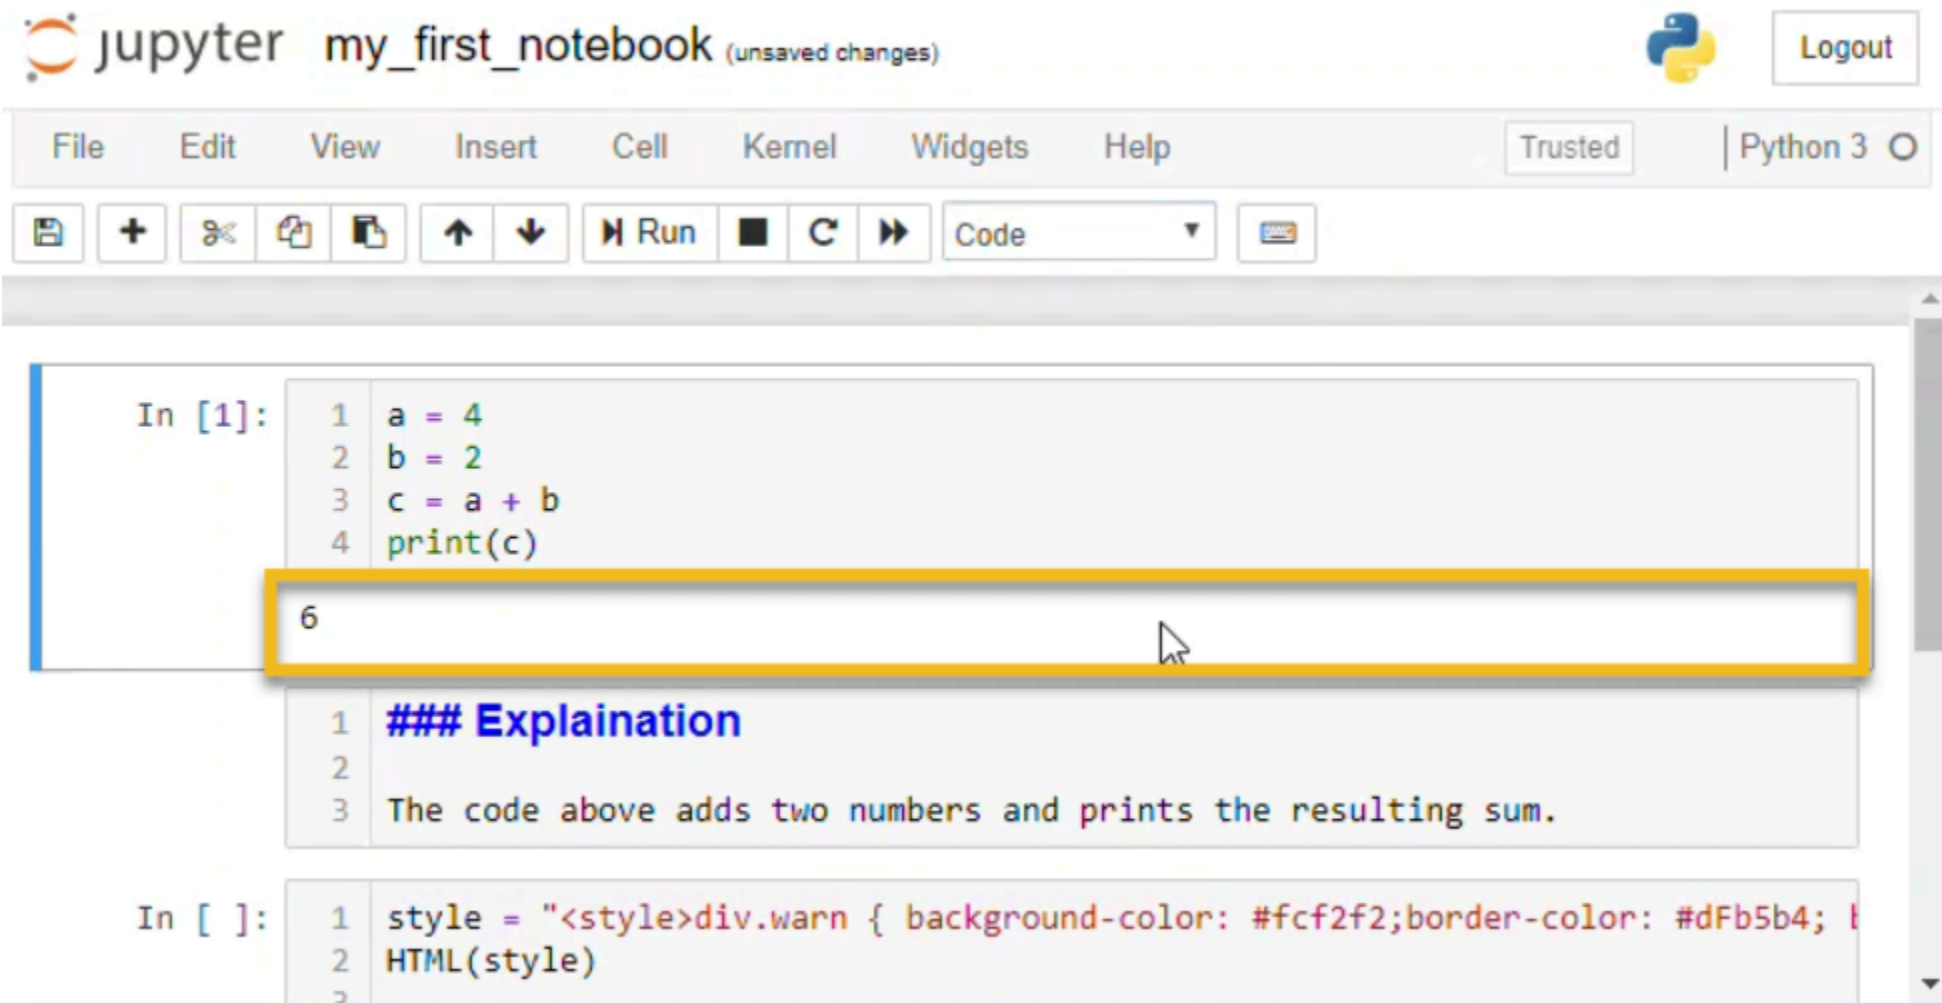 jupyter my_first_notebook (unsaved changes) Logout
File Edit View Insert Cell Kernel Widgets Help Trusted | Python 3
Run Code
In [1]: 1 a = 4
2 b = 2
3 c = a + b
4 print(c)
6
1 ### Explaination
2
3 The code above adds two numbers and prints the resulting sum.
In [ ]: 1 style = "<style>div.warn { background-color: #fcf2f2;border-color: #dFb5b4;
2 HTML(style)
3